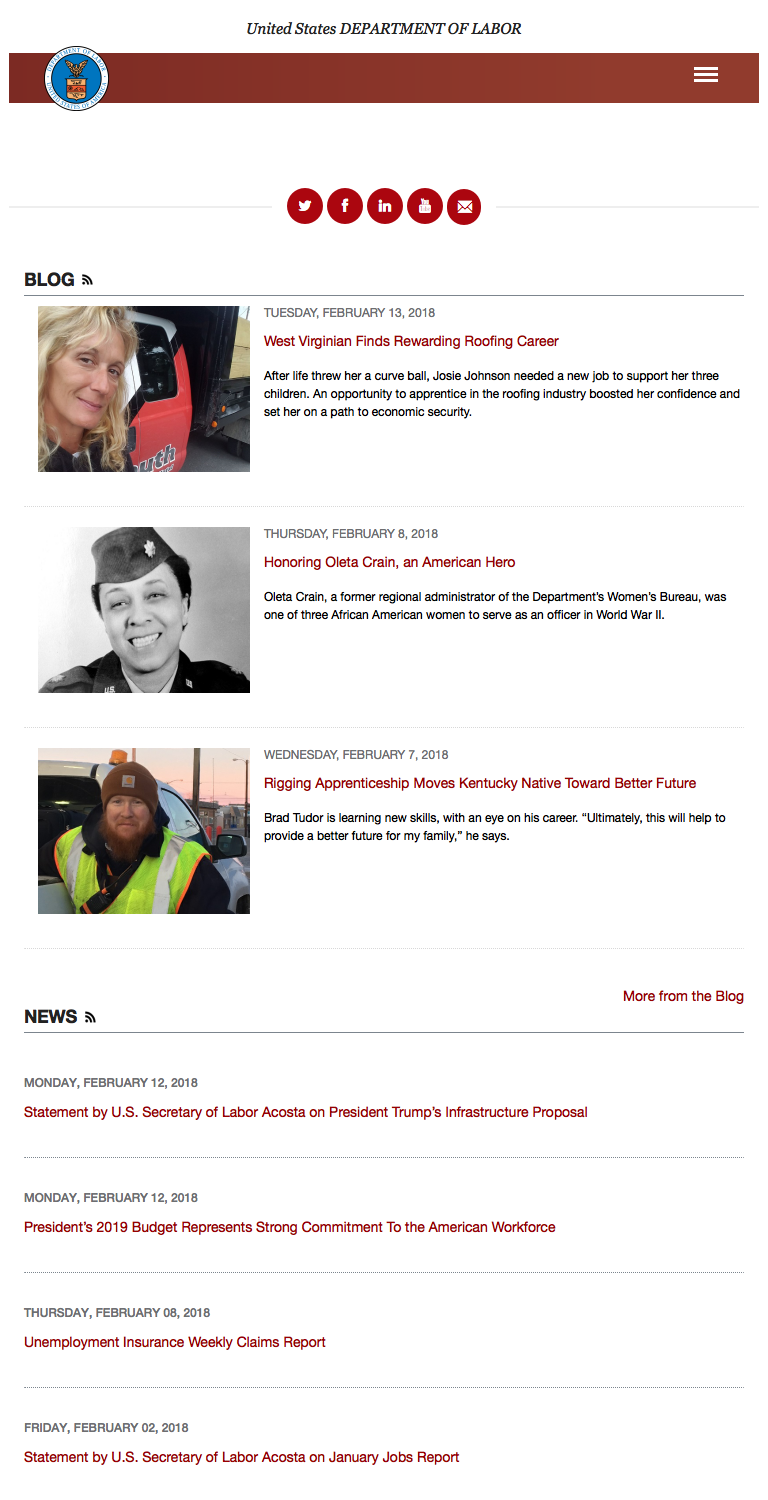 United States DEPARTMENT OF LABOR
DEPARTMENT OF LABOR
UNITED STATES OF AMERICA
BLOG
TUESDAY, FEBRUARY 13, 2018
West Virginian Finds Rewarding Roofing Career
After life threw her a curve ball, Josie Johnson needed a new job to support her three
children. An opportunity to apprentice in the roofing industry boosted her confidence and
set her on a path to economic security.
uth
THURSDAY, FEBRUARY 8, 2018
Honoring Oleta Crain, an American Hero
Oleta Crain, a former regional administrator of the Department’s Women’s Bureau, was
one of three African American women to serve as an officer in World War II.
U.S.
WEDNESDAY, FEBRUARY 7, 2018
Rigging Apprenticeship Moves Kentucky Native Toward Better Future
Brad Tudor is learning new skills, with an eye on his career. “Ultimately, this will help to
provide a better future for my family,” he says.
More from the Blog
NEWS
MONDAY, FEBRUARY 12, 2018
Statement by U.S. Secretary of Labor Acosta on President Trump’s Infrastructure Proposal
MONDAY, FEBRUARY 12, 2018
President’s 2019 Budget Represents Strong Commitment To the American Workforce
THURSDAY, FEBRUARY 08, 2018
Unemployment Insurance Weekly Claims Report
FRIDAY, FEBRUARY 02, 2018
Statement by U.S. Secretary of Labor Acosta on January Jobs Report